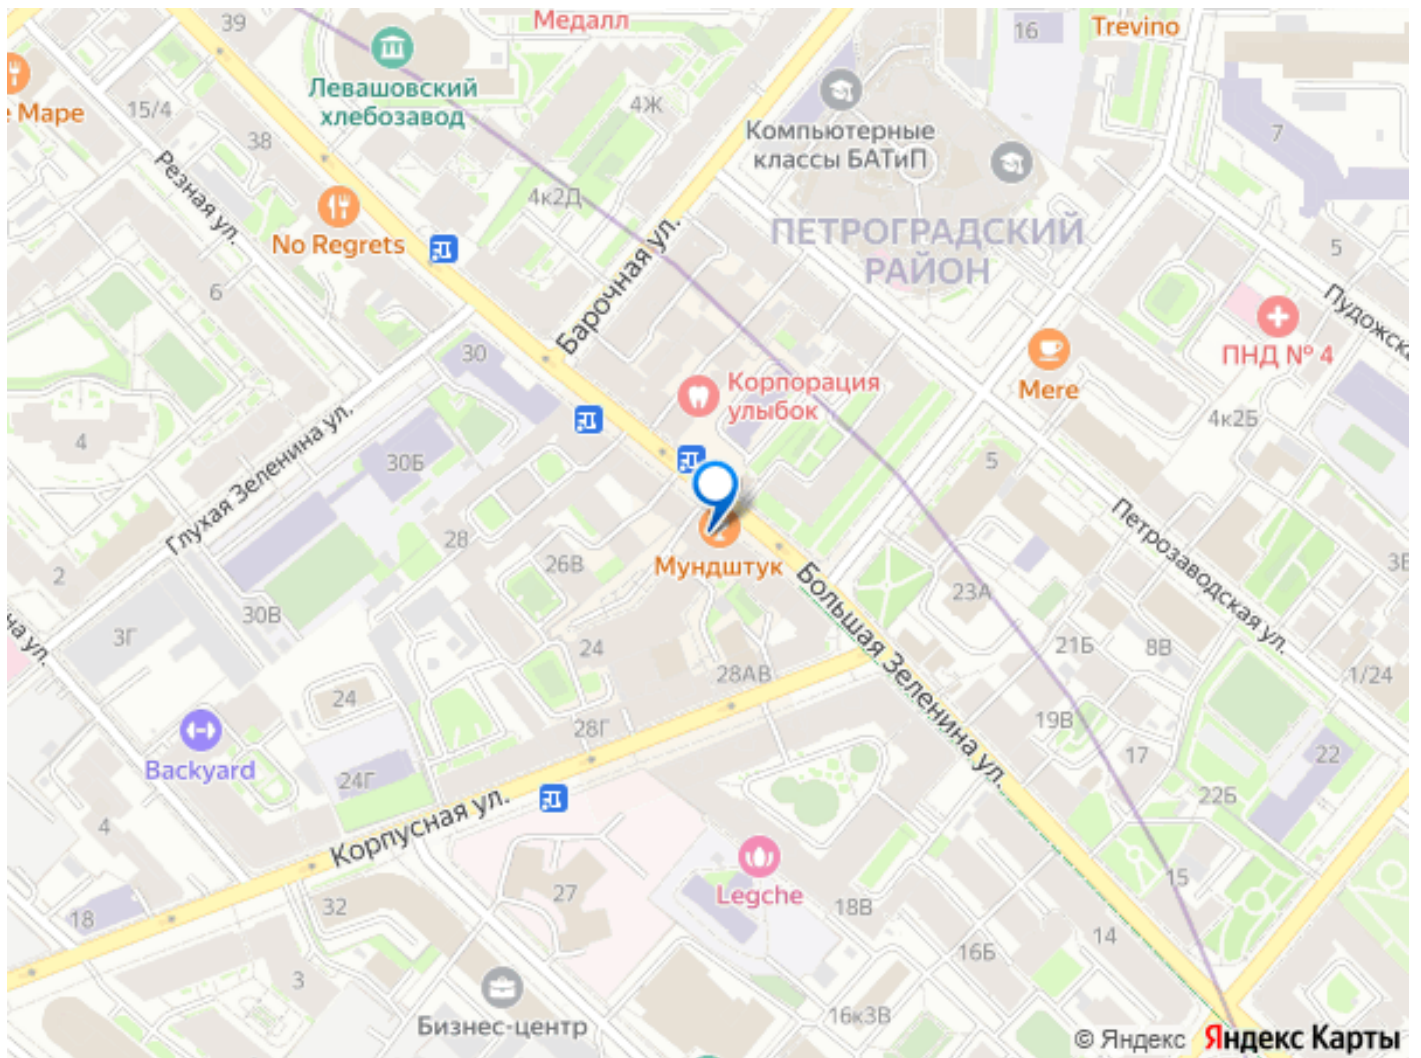 39
Медалл
16
Trevino
Левашовский
хлебозавод
е Маре
15/4
4Ж
38
Компьютерные
классы БАТиП
7
Резная ул.
4к2Д
No Regrets
ПЕТРОГРАДСКИЙ
РАЙОН
5
6
Барочная ул.
Пудожска
ПНД № 4
30
Корпорация
улыбок
Mere
4
4к2Б
Глухая Зеленина ул.
30Б
5
28
26В
Мундштук
Петрозаводская ул.
2
Большая Зеленина ул.
23А
3Б
30В
3Г
на ул.
24
21Б
8В
28АВ
1/24
24
28Г
19В
17
22
Backyard
24Г
22Б
4
Корпусная ул.
Legche
15
27
18
32
18В
14
16Б
3
Бизнес-центр
16к3В
© Яндекс Яндекс Карты